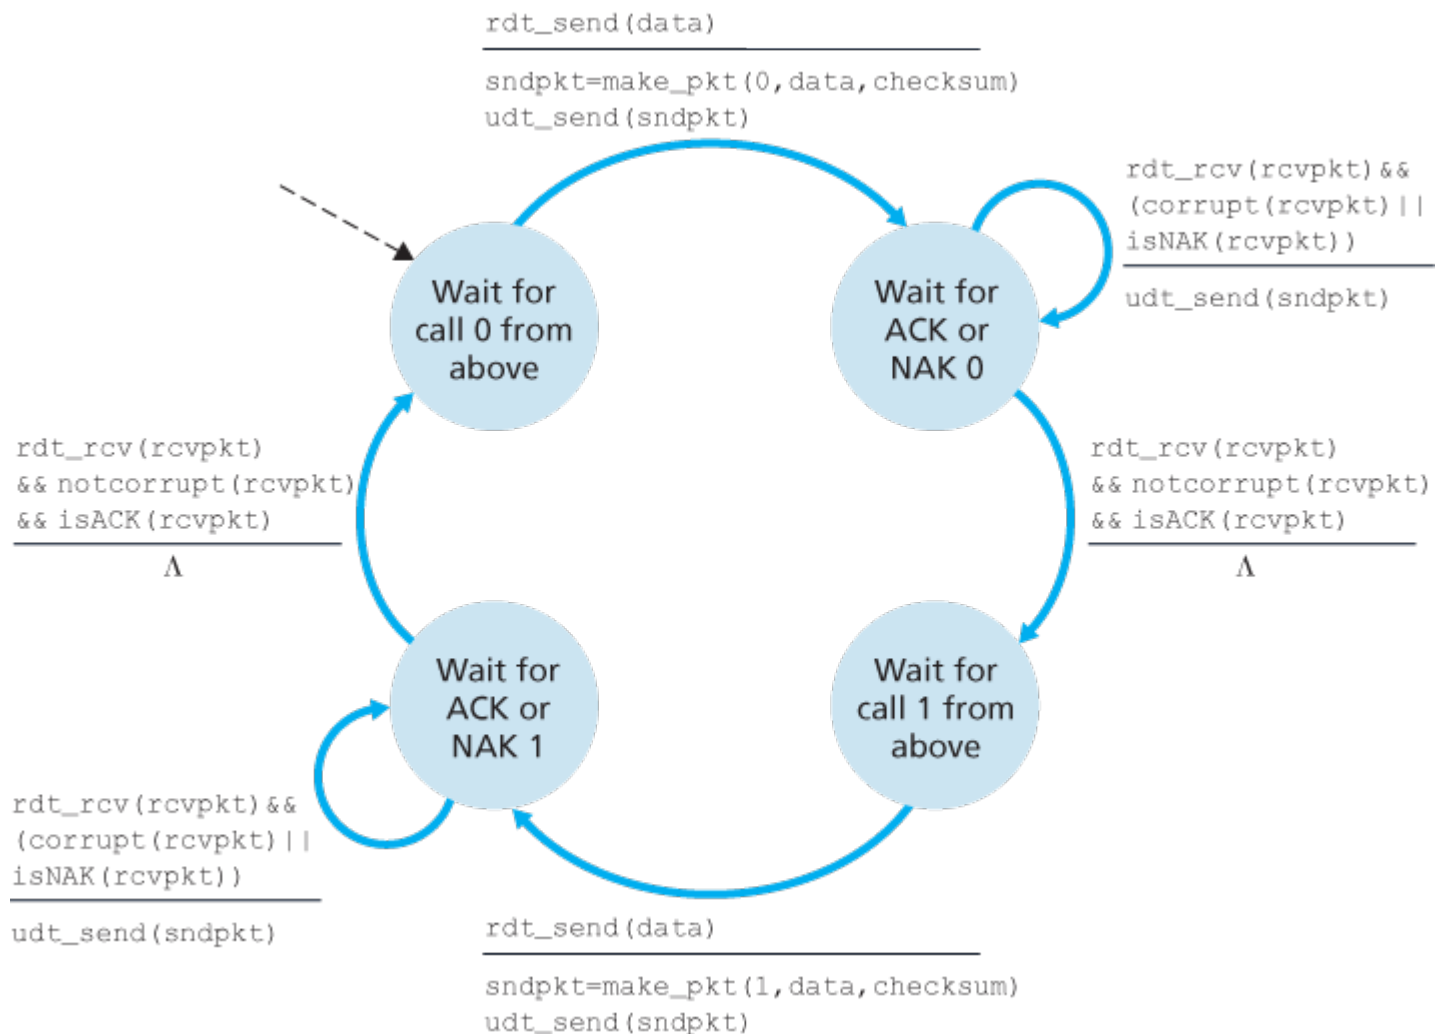 rdt_send(data)
sndpkt=make_pkt(0,data,checksum)
udt_send(sndpkt)
rdt_rcv(rcvpkt)&&
(corrupt(rcvpkt)||
isNAK(rcvpkt))
udt_send(sndpkt)
Wait for
call 0 from
above
Wait for
ACK or
NAK 0
rdt_rcv(rcvpkt)
&& notcorrupt(rcvpkt)
&& isACK(rcvpkt)
Λ
rdt_rcv(rcvpkt)
&& notcorrupt(rcvpkt)
&& isACK(rcvpkt)
Λ
Wait for
ACK or
NAK 1
Wait for
call 1 from
above
rdt_rcv(rcvpkt)&&
(corrupt(rcvpkt)||
isNAK(rcvpkt))
udt_send(sndpkt)
rdt_send(data)
sndpkt=make_pkt(1,data,checksum)
udt_send(sndpkt)